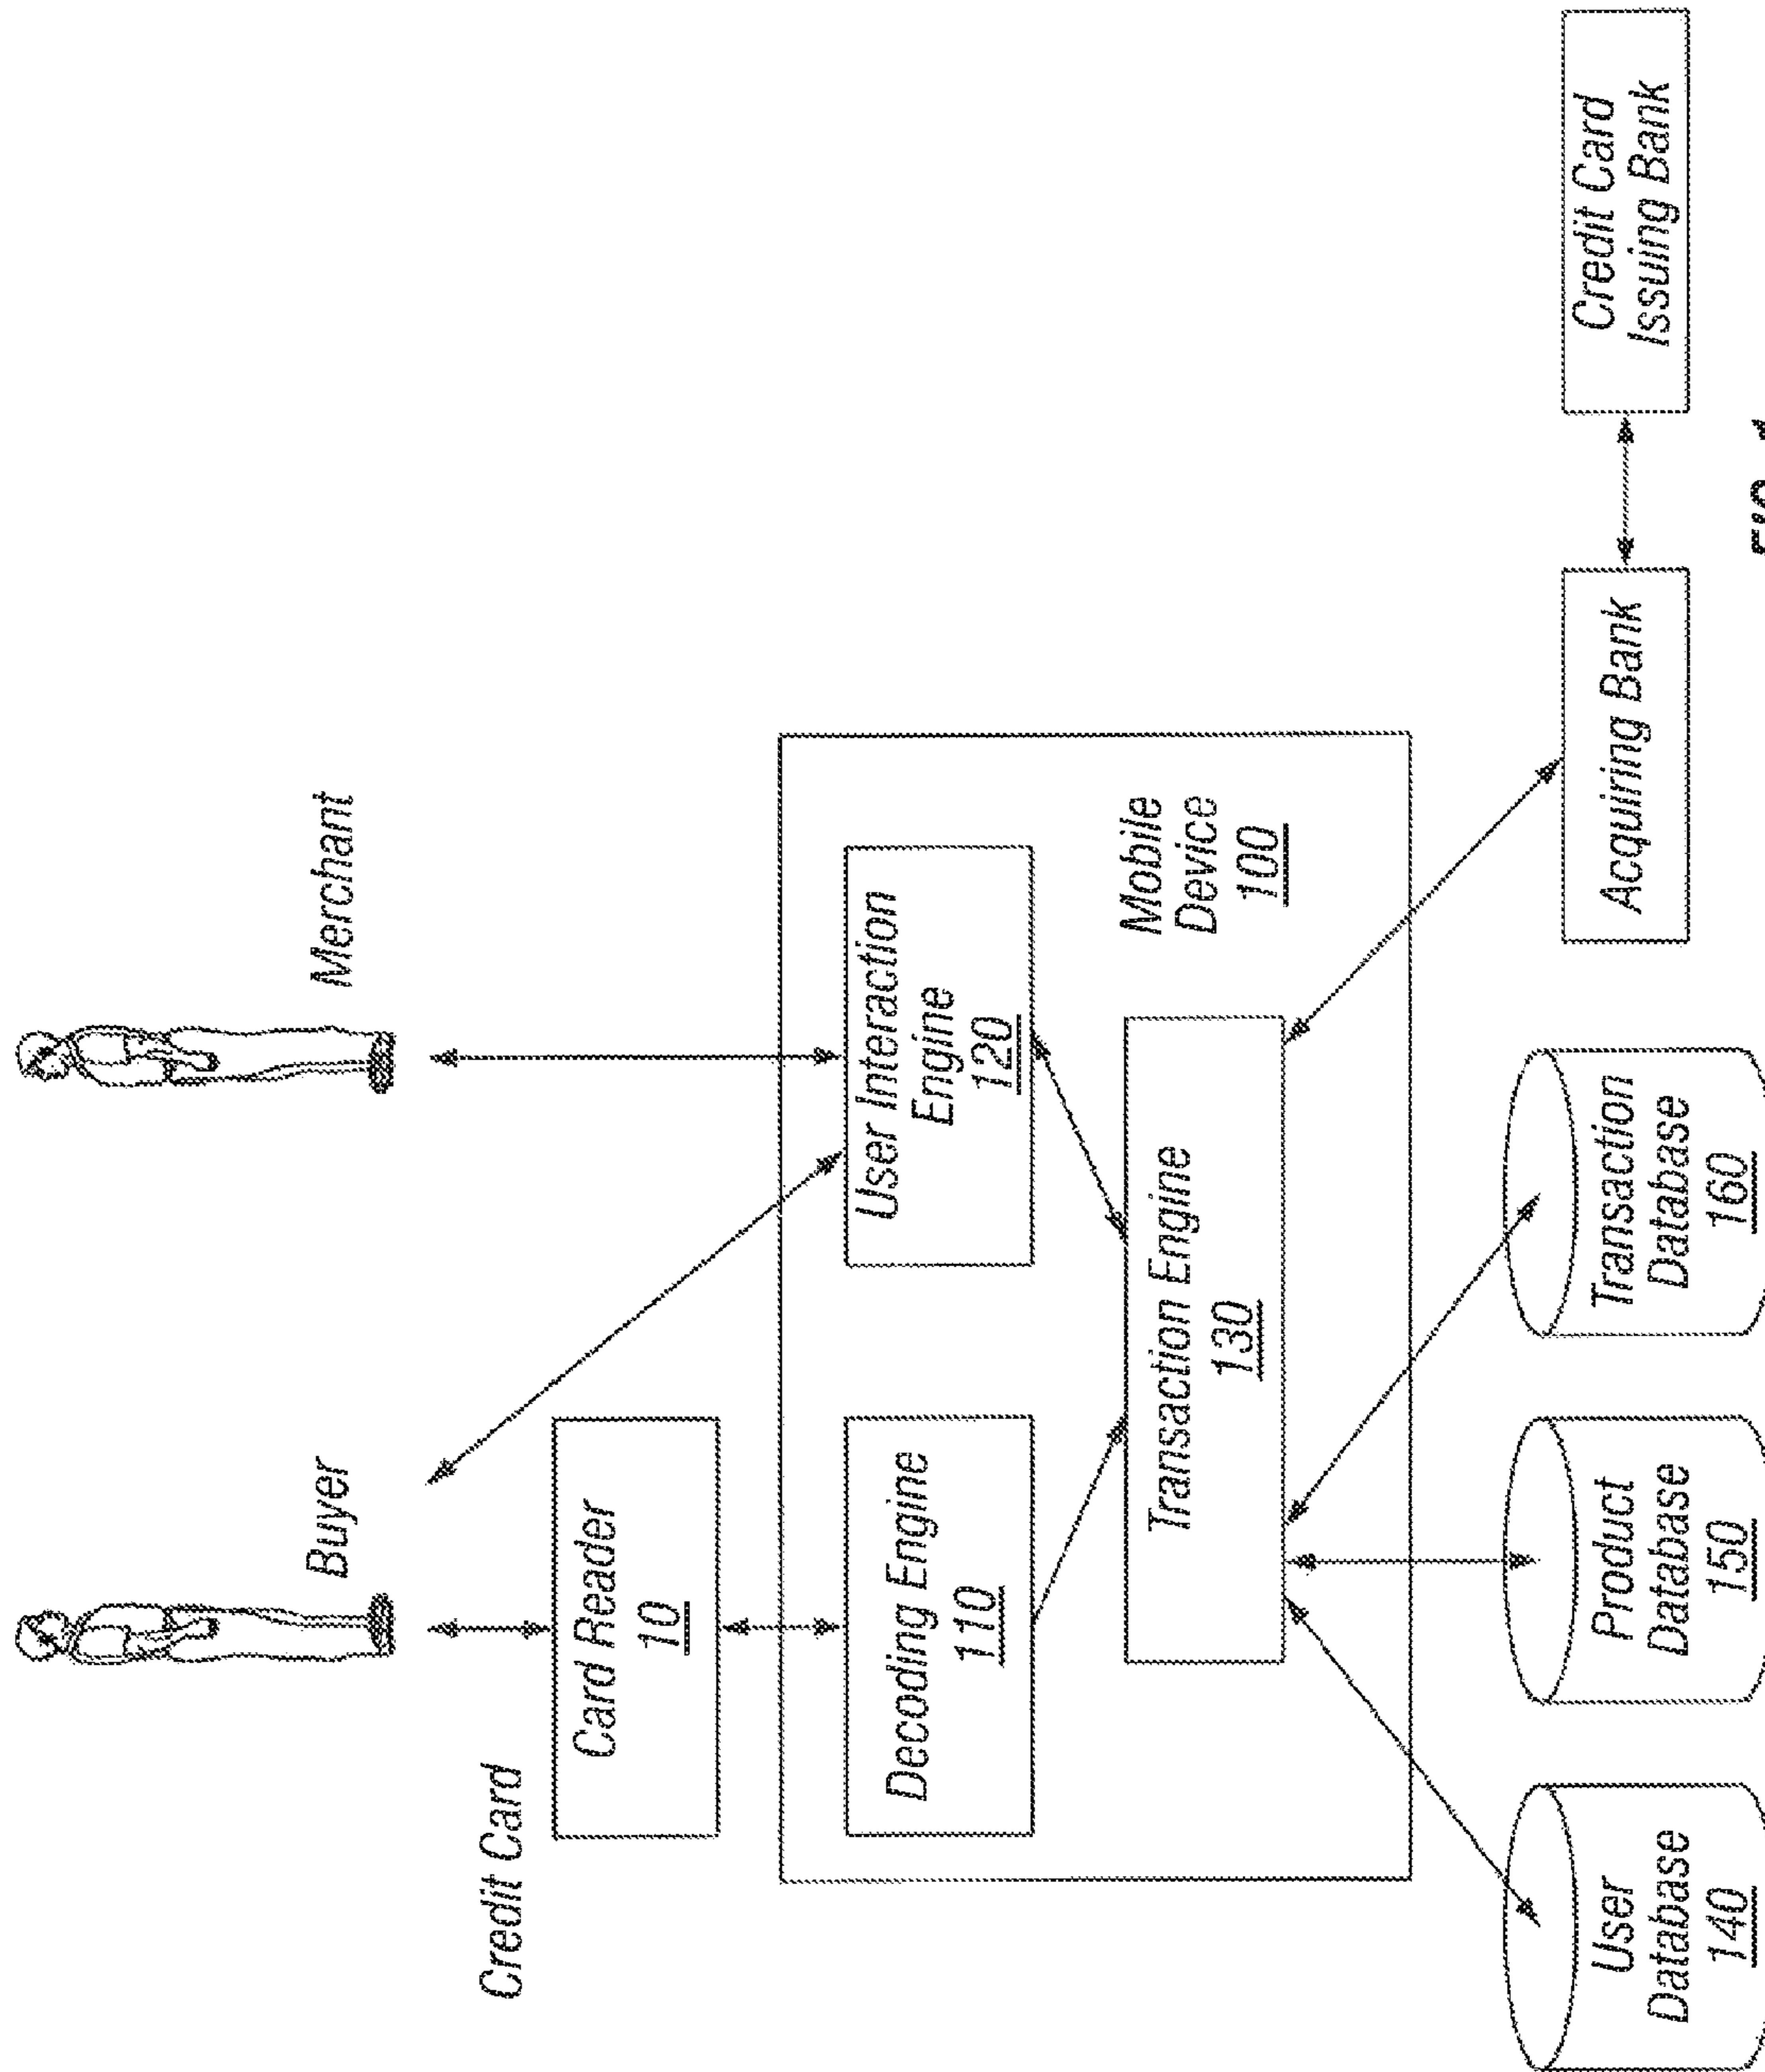 Buyer
Merchant
Credit Card
Card Reader
10
Decoding Engine
110
User Interaction
Engine
120
Mobile
Device
100
Transaction Engine
130
User
Database
140
Product
Database
150
Transaction
Database
160
Acquiring Bank
Credit Card
Issuing Bank